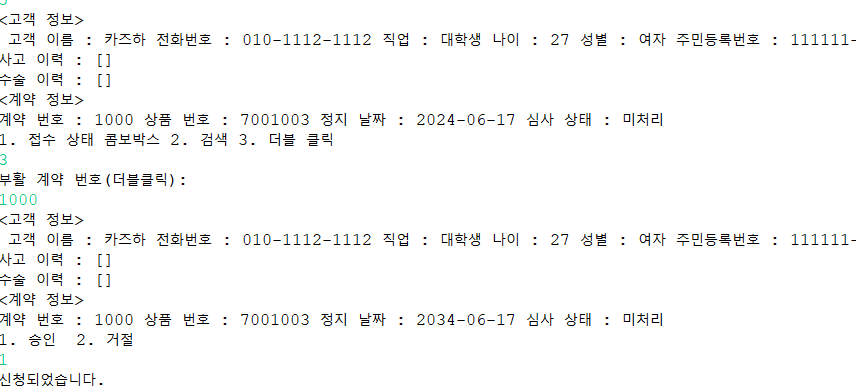 <고객 정보>
고객 이름 : 카즈하 전화번호 : 010-1112-1112 직업 : 대학생 나이 : 27 성별 : 여자 주민등록번호 : 111111-
사고 이력 : []
수술 이력 : []
<계약 정보>
계약 번호 : 1000 상품 번호 : 7001003 정지 날짜 : 2024-06-17 심사 상태 : 미처리
1. 접수 상태 콤보박스 2. 검색 3. 더블 클릭
3
부활 계약 번호(더블클릭):
1000
<고객 정보>
고객 이름 : 카즈하 전화번호 : 010-1112-1112 직업 : 대학생 나이 : 27 성별 : 여자 주민등록번호 : 111111-
사고 이력 : []
수술 이력 : []
<계약 정보>
계약 번호 : 1000 상품 번호 : 7001003 정지 날짜 : 2034-06-17 심사 상태 : 미처리
1. 승인  2. 거절
1
신청되었습니다.